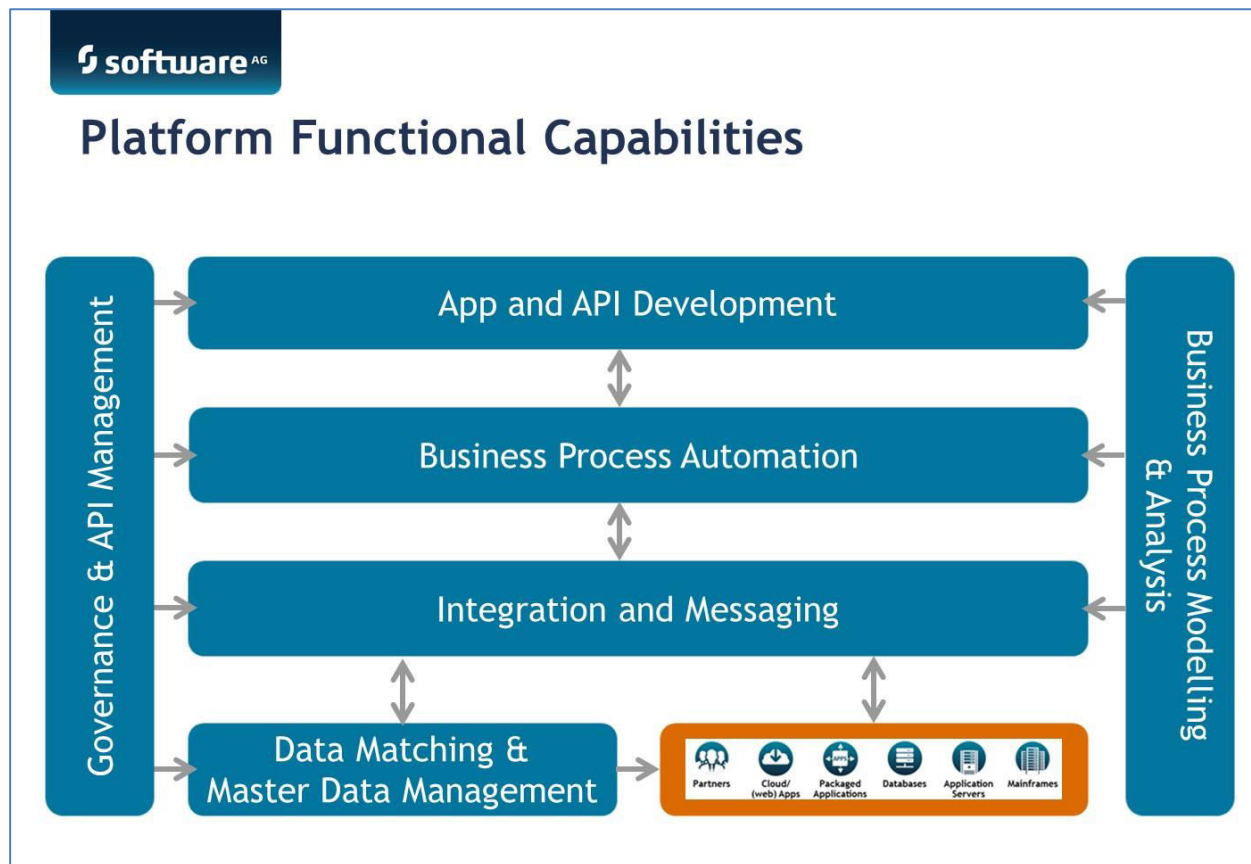 software AG
Platform Functional Capabilities
Governance & API Management
App and API Development
Business Process Automation
Integration and Messaging
Data Matching &
Master Data Management
Partners
Cloud/
(web) Apps
APPS
Packaged
Applications
Databases
Application
Servers
Mainframes
Business Process Modelling
& Analysis